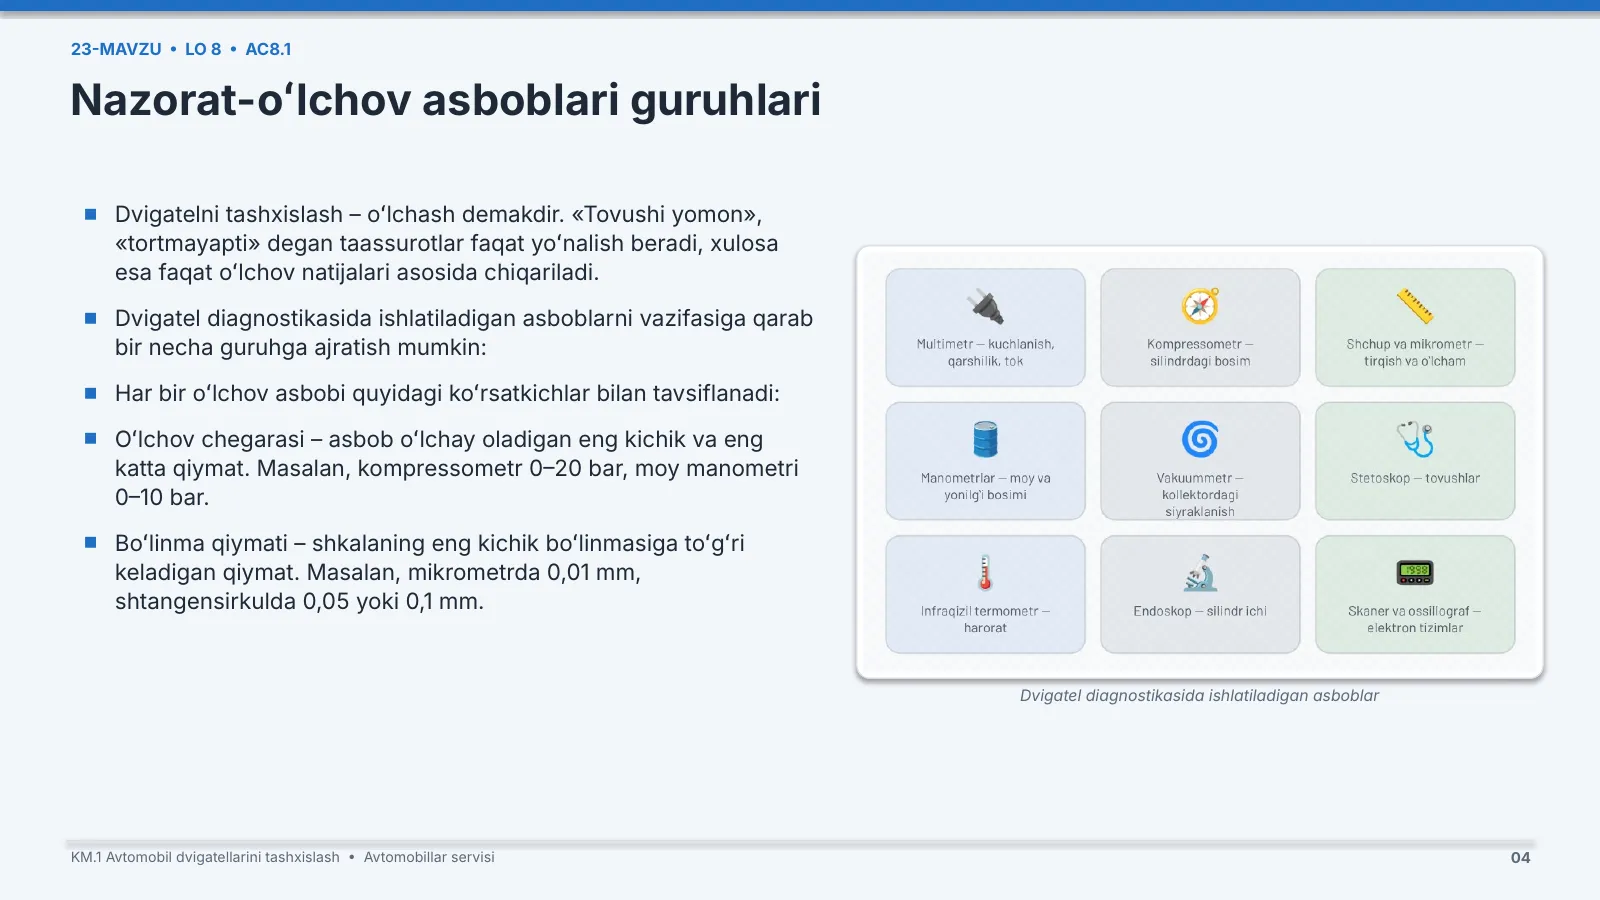 23-MAVZU • LO 8 • AC8.1
Nazorat-oʻlchov asboblari guruhlari
Dvigatelni tashxislash – oʻlchash demakdir. «Tovushi yomon»,
«tortmayapti» degan taassurotlar faqat yoʻnalish beradi, xulosa
esa faqat oʻlchov natijalari asosida chiqariladi.
Dvigatel diagnostikasida ishlatiladigan asboblarni vazifasiga qarab
bir necha guruhga ajratish mumkin:
Har bir oʻlchov asbobi quyidagi koʻrsatkichlar bilan tavsiflanadi:
Oʻlchov chegarasi – asbob oʻlchay oladigan eng kichik va eng
katta qiymat. Masalan, kompressometr 0–20 bar, moy manometri
0–10 bar.
Boʻlinma qiymati – shkalaning eng kichik boʻlinmasiga toʻgʻri
keladigan qiymat. Masalan, mikrometrda 0,01 mm,
shtangensirkulda 0,05 yoki 0,1 mm.
Multimetr — kuchlanish,
qarshilik, tok
Kompressometr —
silindrdagi bosim
Shchup va mikrometr —
tirqish va oʻlcham
Manometrlar — moy va
yonilgʻi bosimi
Vakuummetr —
kollektordagi
siyraklanish
Stetoskop — tovushlar
Infraqizil termometr —
harorat
Endoskop — silindr ichi
Skaner va ossillograf —
elektron tizimlar
Dvigatel diagnostikasida ishlatiladigan asboblar
KM.1 Avtomobil dvigatellarini tashxislash • Avtomobillar servisi
04